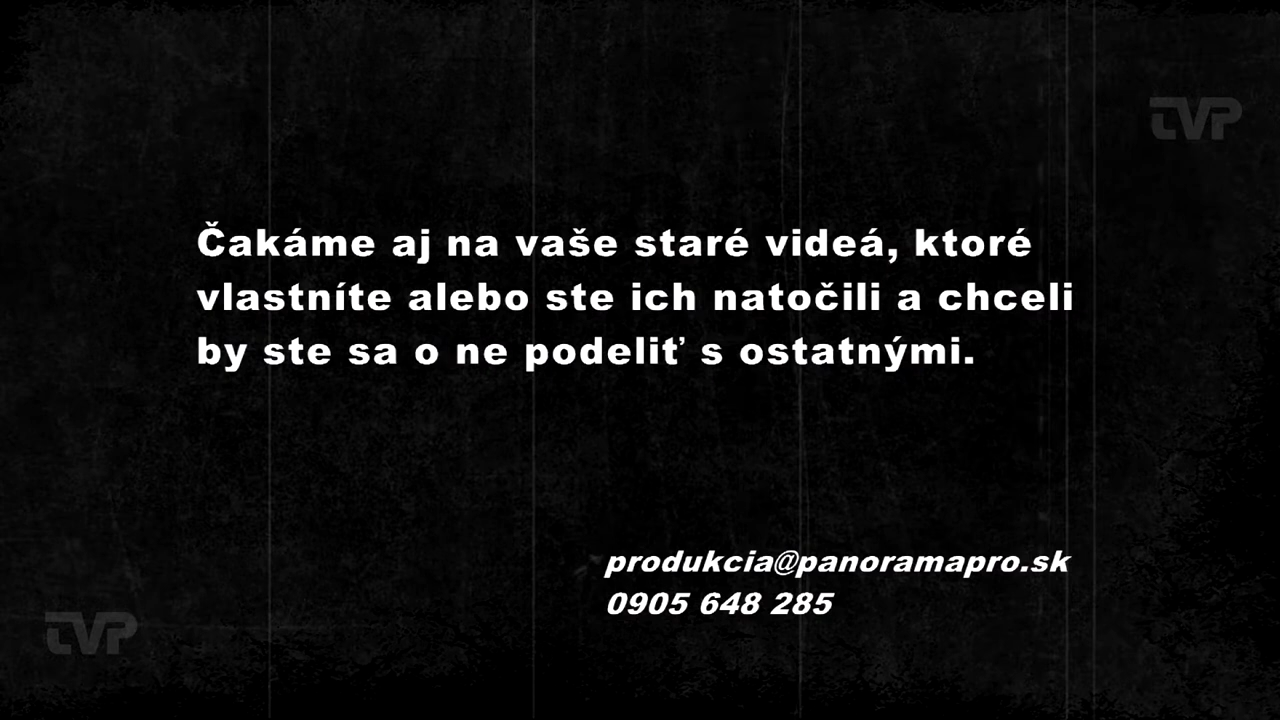 TVP
Čakáme aj na vaše staré videá, ktoré
vlastníte alebo ste ich natočili a chceli
by ste sa o ne podeliť s ostatnými.
produkcia@panoramapro.sk
0905 648 285
TVP